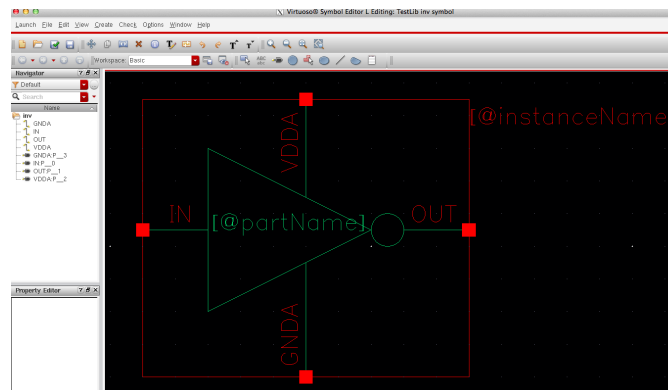 Virtuoso® Symbol Editor L Editing: TestLib inv symbol
Launch File Edit View Create Check Options Window Help
Workspace: Basic
Navigator
Default
Search
Name
inv
GNDA
IN
OUT
VDDA
GNDA:P__3
IN:P__0
OUT:P__1
VDDA:P__2
Property Editor
VDDA
[@instanceName
IN
[@partName]
OUT
GNDA